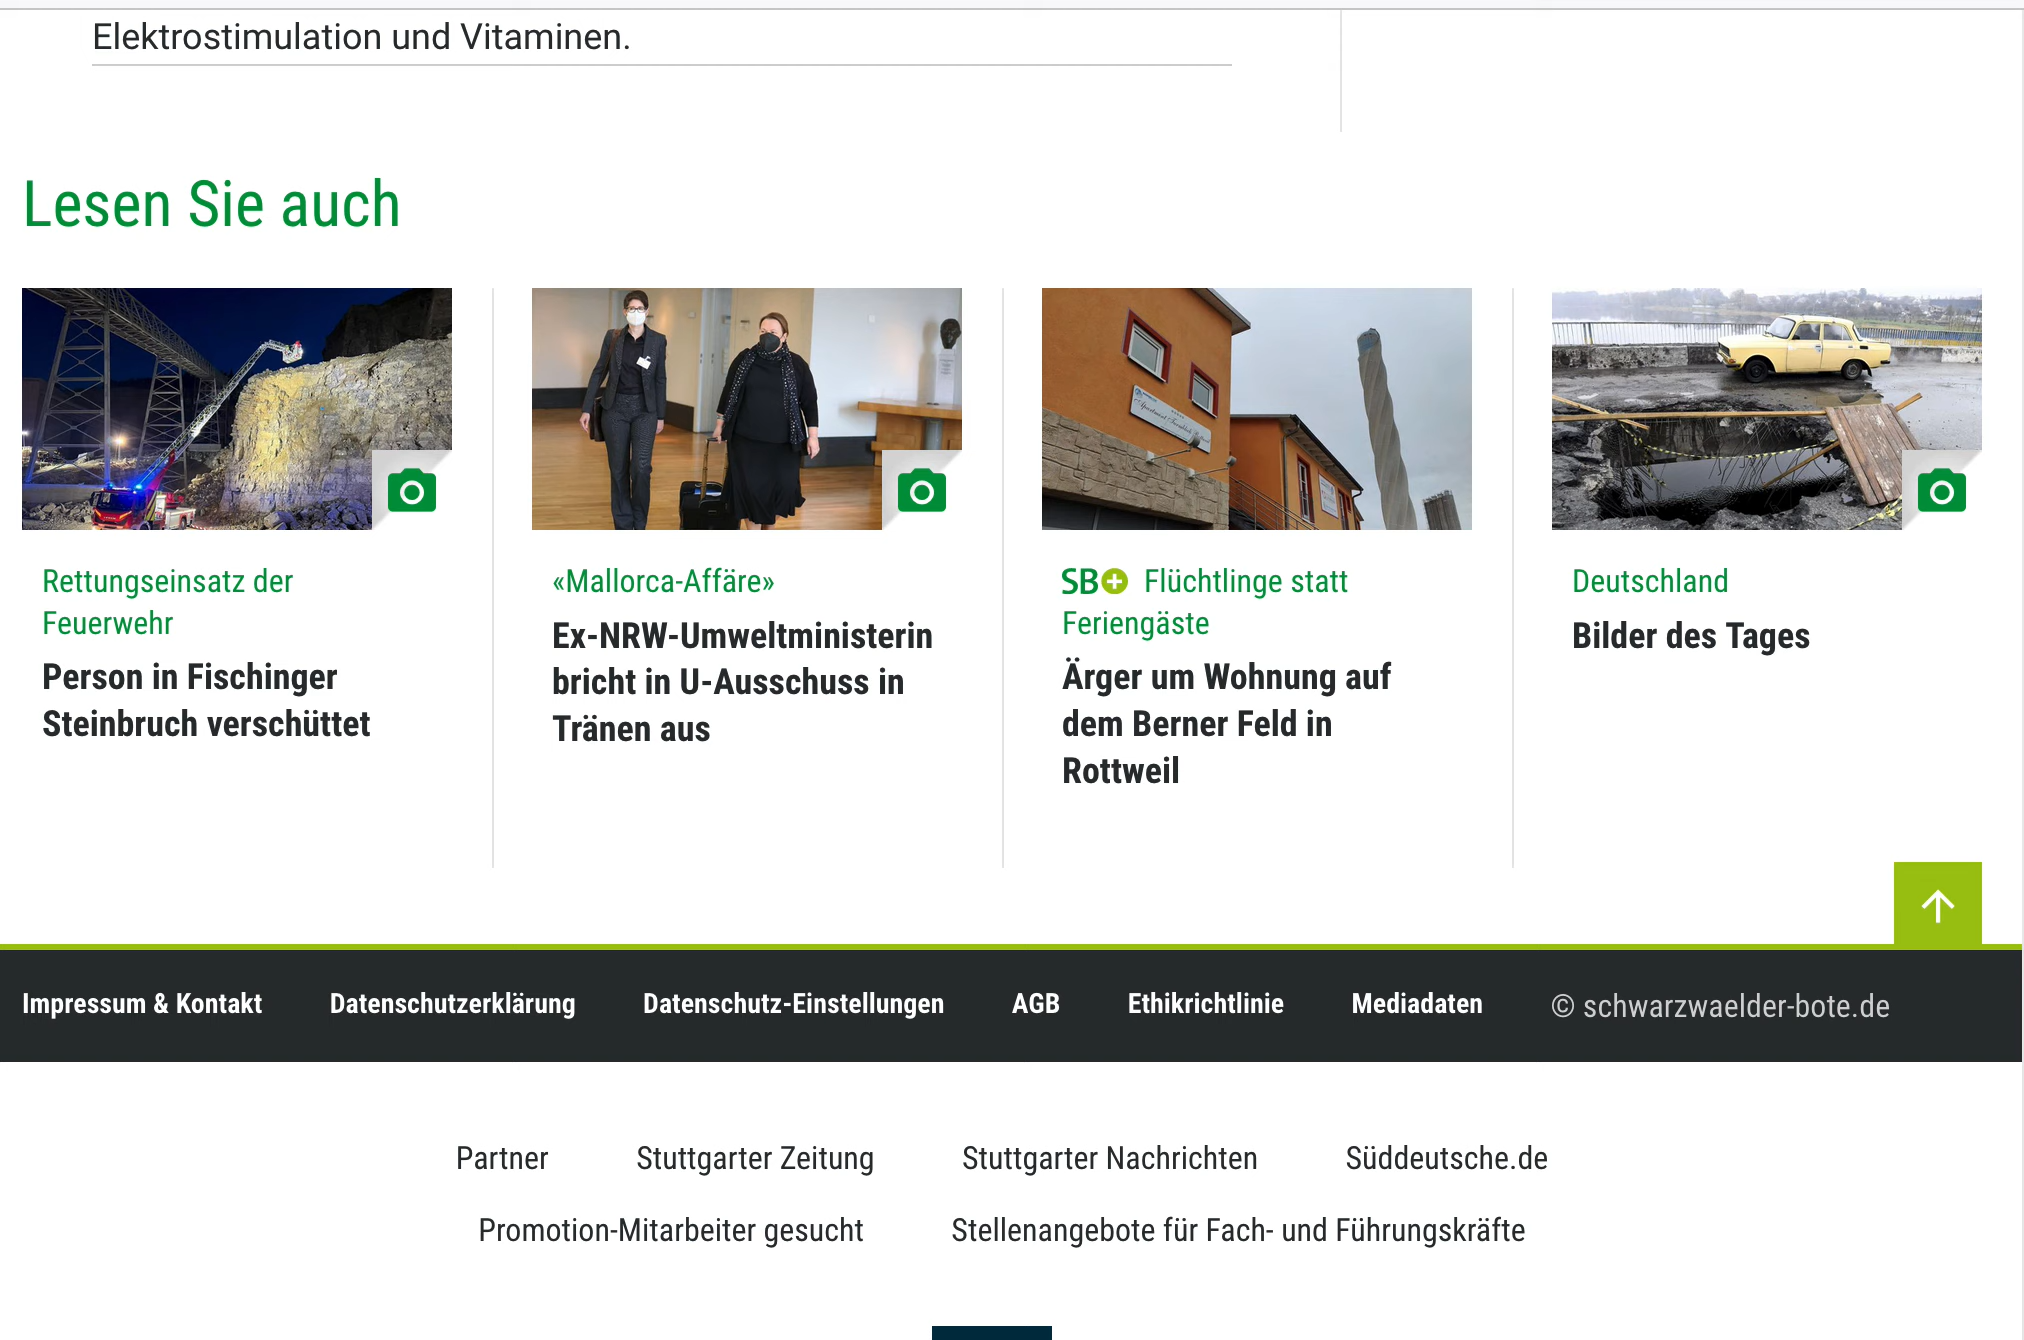 Elektrostimulation und Vitaminen.
Lesen Sie auch
Rettungseinsatz der
Feuerwehr
Person in Fischinger
Steinbruch verschüttet
«Mallorca-Affäre»
Ex-NRW-Umweltministerin
bricht in U-Ausschuss in
Tränen aus
SB+ Flüchtlinge statt
Feriengäste
Ärger um Wohnung auf
dem Berner Feld in
Rottweil
Deutschland
Bilder des Tages
Impressum & Kontakt
Datenschutzerklärung
Datenschutz-Einstellungen
AGB
Ethikrichtlinie
Mediadaten
© schwarzwaelder-bote.de
Partner
Stuttgarter Zeitung
Stuttgarter Nachrichten
Süddeutsche.de
Promotion-Mitarbeiter gesucht
Stellenangebote für Fach- und Führungskräfte